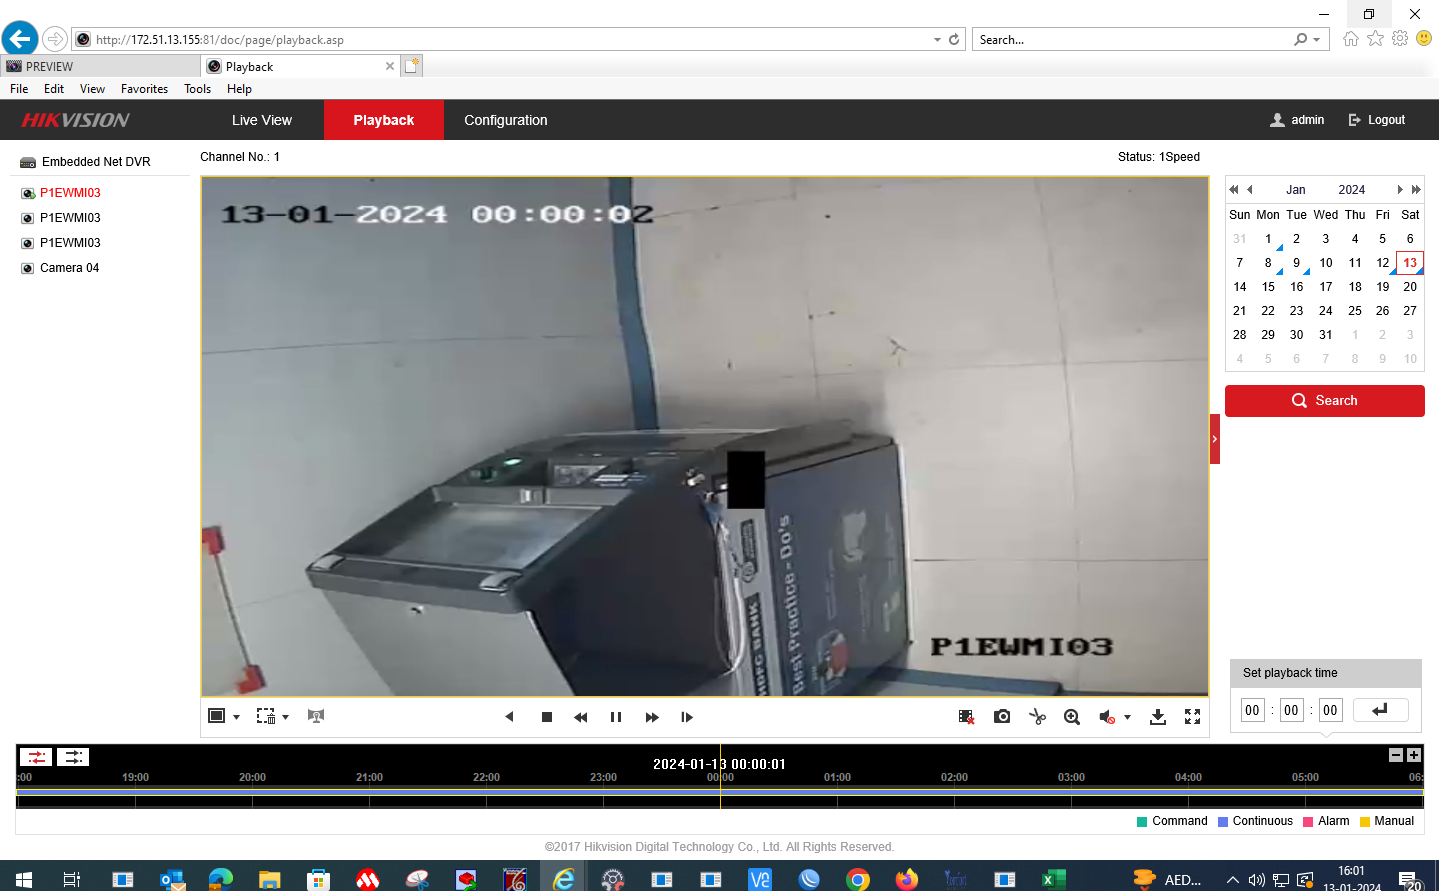 http://172.51.13.155:81/doc/page/playback.asp
Search...
PREVIEW
Playback
File Edit View Favorites Tools Help
HIKVISION
Live View Playback Configuration
admin Logout
Embedded Net DVR
P1EWMI03
P1EWMI03
P1EWMI03
Camera 04
Channel No.: 1
Status: 1Speed
13-01-2024 00:00:02
HDFC BANK
Best Practice - Do's
P1EWMI03
Jan 2024
Sun Mon Tue Wed Thu Fri Sat
31 1 2 3 4 5 6
7 8 9 10 11 12 13
14 15 16 17 18 19 20
21 22 23 24 25 26 27
28 29 30 31 1 2 3
4 5 6 7 8 9 10
Search
Set playback time
00 : 00 : 00
2024-01-13 00:00:01
:00 19:00 20:00 21:00 22:00 23:00 00:00 01:00 02:00 03:00 04:00 05:00 06:
Command Continuous Alarm Manual
©2017 Hikvision Digital Technology Co., Ltd. All Rights Reserved.
AED...
16:01
13-01-2024
20